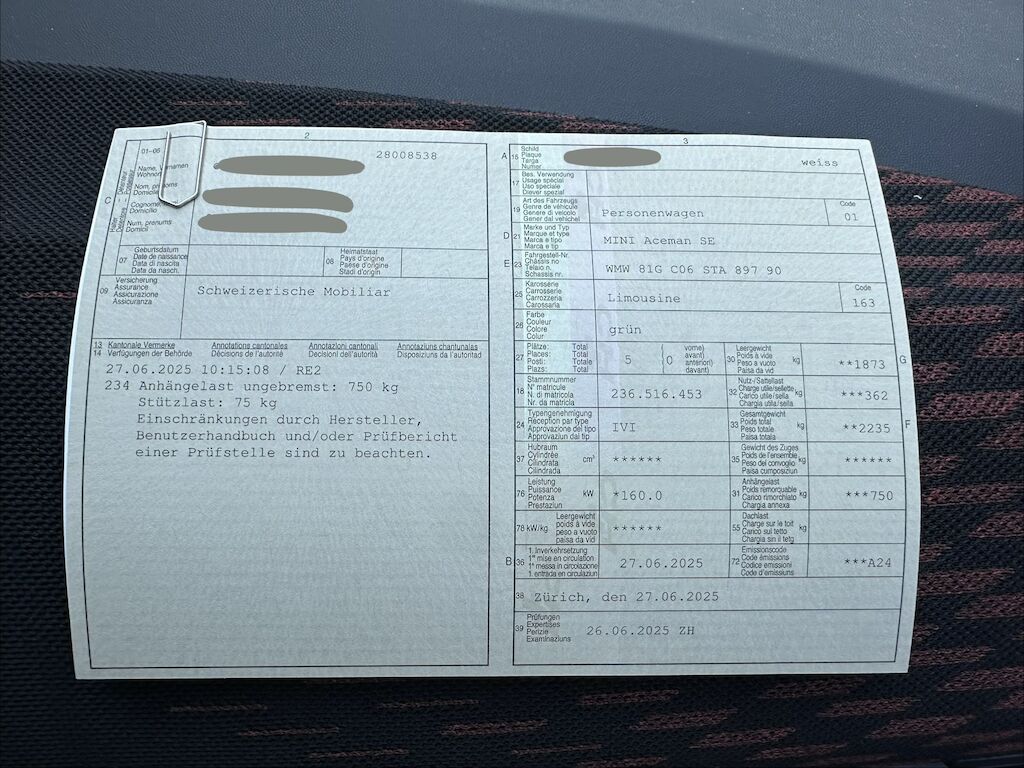 2
01-06
28008538
C
Name, Vornamen
Wohnort
Nom, prénoms
Domicile
Cognome
Domicilio
Num, prenums
Domicil
07
Geburtsdatum
Date de naissance
Data di nascita
Data da nasch.
08
Heimatstaat
Pays d'origine
Paese d'origine
Stadi d'origin
09
Versicherung
Assurance
Assicurazione
Assicuranza
Schweizerische Mobiliar
13 Kantonale Vermerke Annotations cantonales Annotazioni cantonali Annotaziuns chantunalas
14 Verfügungen der Behörde Décisions de l'autorité Decisioni dell'autorità Disposiziuns da l'autoritad
27.06.2025 10:15:08 / RE2
234 Anhängelast ungebremst: 750 kg
Stützlast: 75 kg
Einschränkungen durch Hersteller,
Benutzerhandbuch und/oder Prüfbericht
einer Prüfstelle sind zu beachten.
3
A 15
Schild
Plaque
Targa
Numer
weiss
17
Bes. Verwendung
Usage spécial
Uso speciale
Diever spezial
19
Art des Fahrzeugs
Genre de véhicule
Genere di veicolo
Gener dal vehichel
Personenwagen
Code
01
D 21
Marke und Typ
Marque et type
Marca e tipo
Marca e tip
MINI Aceman SE
E 23
Fahrgestell-Nr.
Châssis no
Telaio n.
Schassis nr.
WMW 81G C06 STA 897 90
25
Karosserie
Carrosserie
Carrozzeria
Carossaria
Limousine
Code
163
26
Farbe
Couleur
Colore
Colur
grün
27
Plätze: Total
Places: Total
Posti: Totale
Plazs: Total
5 (0
vorne)
avant)
anteriori)
davant)
30
Leergewicht
Poids à vide
Peso a vuoto
Paisa da vid
kg
**1873
G
18
Stammnummer
N° matricule
N. di matricola
Nr. da matricla
236.516.453
32
Nutz-/Sattellast
Charge utile/sellette
Carico utile/sella
Chargia utila/sella
kg
***362
24
Typengenehmigung
Réception par type
Approvazione del tipo
Approvaziun dal tip
IVI
33
Gesamtgewicht
Poids total
Peso totale
Paisa totala
kg
**2235
F
37
Hubraum
Cylindrée
Cilindrata
Cilindrada
cm³
******
35
Gewicht des Zuges
Poids de l'ensemble
Peso del convoglio
Paisa cumposiziun
kg
******
76
Leistung
Puissance
Potenza
Prestaziun
kW
*160.0
31
Anhängelast
Poids remorquable
Carico rimorchiato
Chargia annexa
kg
***750
78 kW/kg
Leergewicht
poids à vide
peso a vuoto
paisa da vid
******
55
Dachlast
Charge sur le toit
Carico sul tetto
Chargia sin il tetg
kg
B 36
1. Inverkehrsetzung
1re mise en circulation
1a messa in circolazione
1. entrada en circulaziun
27.06.2025
72
Emissionscode
Code émissions
Codice emissioni
Code d'emissiuns
***A24
38
Zürich, den 27.06.2025
39
Prüfungen
Expertises
Perizie
Examinaziuns
26.06.2025 ZH